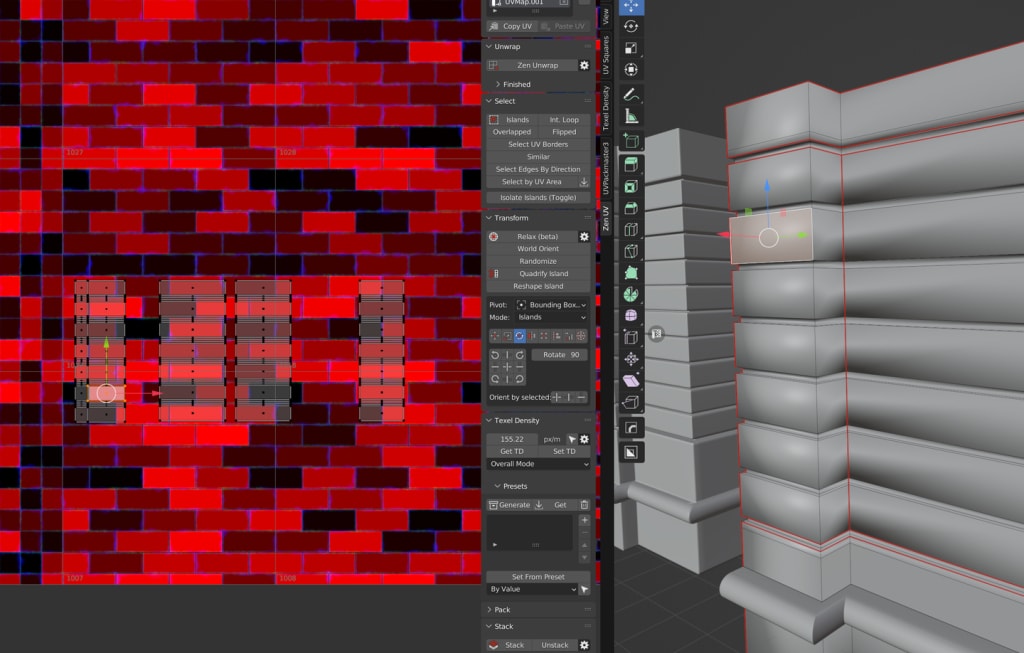 UVMap.001
Copy UV
Paste UV
Unwrap
Zen Unwrap
Finished
Select
Islands
Int. Loop
Overlapped
Flipped
Select UV Borders
Similar
Select Edges By Direction
Select by UV Area
Isolate Islands (Toggle)
Transform
Relax (beta)
World Orient
Randomize
Quadrify Island
Reshape Island
Pivot:
Bounding Box..
Mode:
Islands
Rotate 90
Orient by selected:
Texel Density
155.22
px/m
Get TD
Set TD
Overall Mode
Presets
Generate
Get
Set From Preset
By Value
Pack
Stack
Stack
Unstack
View
UV Squares
Texel Density
UVPackmaster3
Zen UV
1027
1028
1007
1008